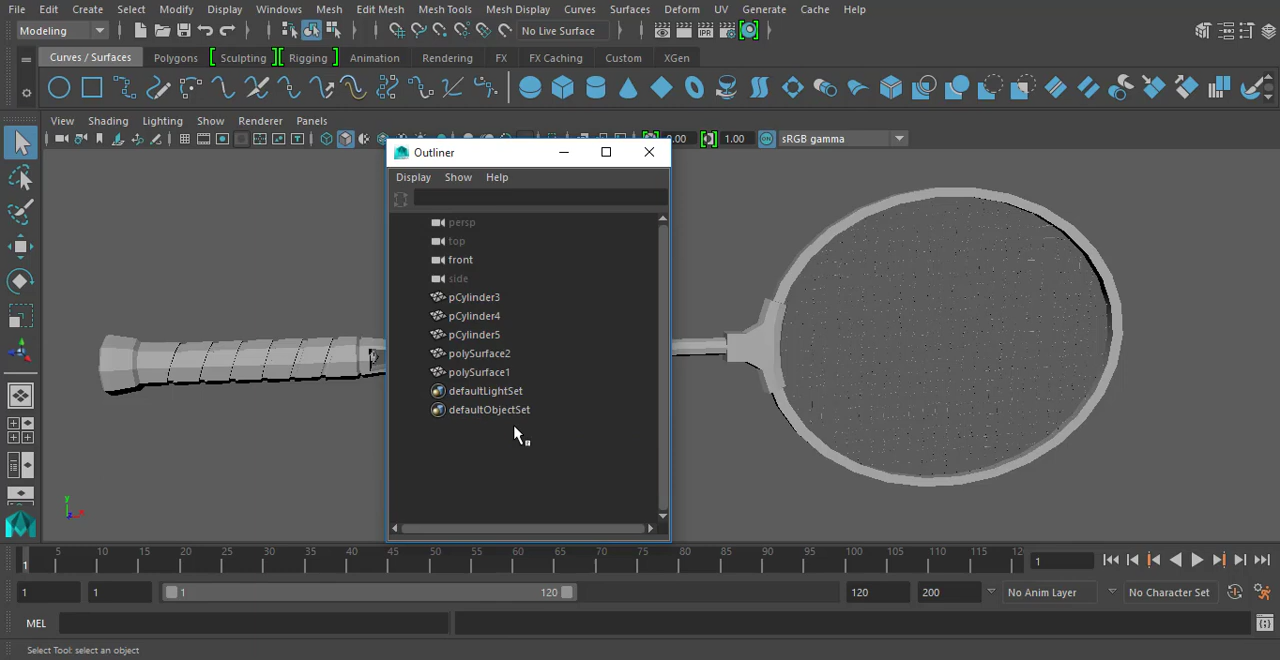 File Edit Create Select Modify Display Windows Mesh Edit Mesh Mesh Tools Mesh Display Curves Surfaces Deform UV Generate Cache Help
Modeling No Live Surface
Curves / Surfaces Polygons Sculpting Rigging Animation Rendering FX FX Caching Custom XGen
View Shading Lighting Show Renderer Panels
0.00 1.00 sRGB gamma
Outliner
Display Show Help
persp
top
front
side
pCylinder3
pCylinder4
pCylinder5
polySurface2
polySurface1
defaultLightSet
defaultObjectSet
y
5 10 15 20 25 30 35 40 45 50 55 60 65 70 75 80 85 90 95 100 105 110 115 12
1 1
1 1 1 120 120 200 No Anim Layer No Character Set
MEL
Select Tool: select an object